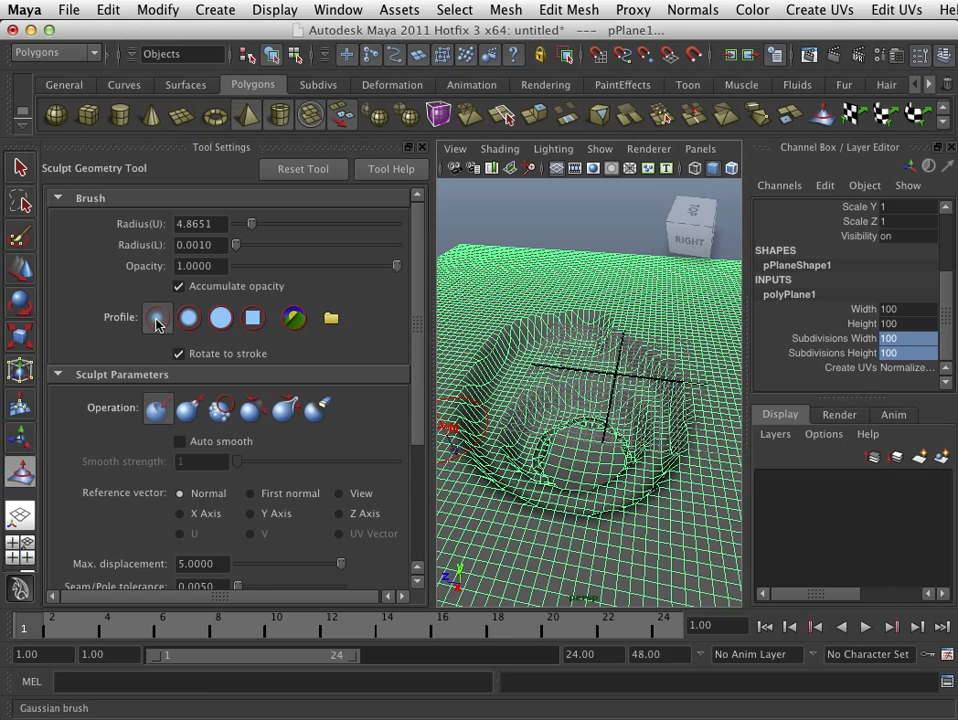 Maya File Edit Modify Create Display Window Assets Select Mesh Edit Mesh Proxy Normals Color Create UVs Edit UVs He
Autodesk Maya 2011 Hotfix 3 x64: untitled* --- pPlane1...
Polygons Objects
General Curves Surfaces Polygons Subdivs Deformation Animation Rendering PaintEffects Toon Muscle Fluids Fur Hair
Tool Settings
Sculpt Geometry Tool Reset Tool Tool Help
Brush
Radius(U): 4.8651
Radius(L): 0.0010
Opacity: 1.0000
Accumulate opacity
Profile:
Rotate to stroke
Sculpt Parameters
Operation:
Auto smooth
Smooth strength: 1
Reference vector: Normal First normal View
X Axis Y Axis Z Axis
U V UV Vector
Max. displacement: 5.0000
Seam/Pole tolerance: 0.0050
View Shading Lighting Show Renderer Panels
TOP
RIGHT
y
z
x
persp
Channel Box / Layer Editor
Channels Edit Object Show
Scale Y 1
Scale Z 1
Visibility on
SHAPES
pPlaneShape1
INPUTS
polyPlane1
Width 100
Height 100
Subdivisions Width 100
Subdivisions Height 100
Create UVs Normalize...
Display Render Anim
Layers Options Help
1 2 4 6 8 10 12 14 16 18 20 22 24 1.00
1.00 1.00 1 24 24.00 48.00 No Anim Layer No Character Set
MEL
Gaussian brush